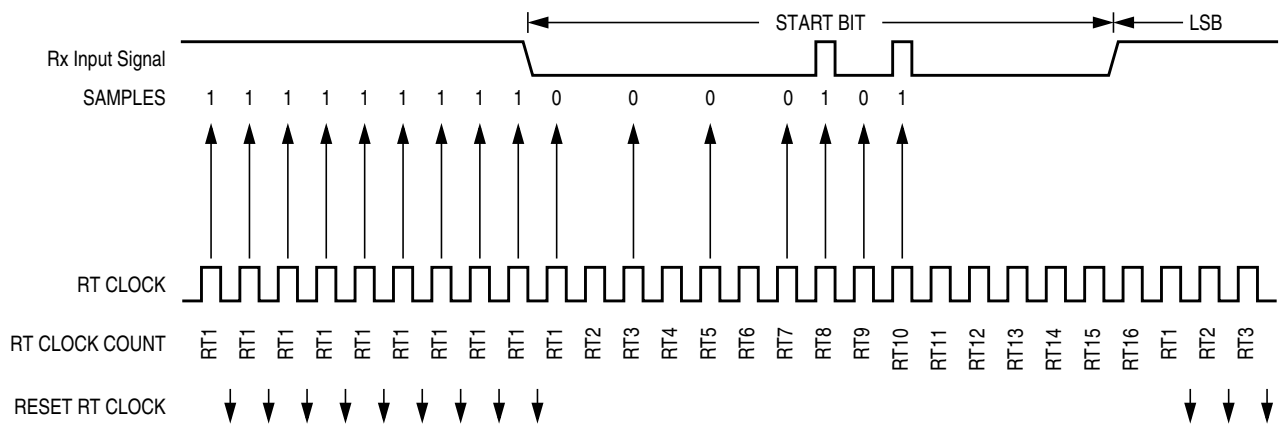 START BIT LSB
Rx Input Signal
SAMPLES 1 1 1 1 1 1 1 1 1 0 0 0 0 1 0 1
RT CLOCK
RT CLOCK COUNT RT1 RT1 RT1 RT1 RT1 RT1 RT1 RT1 RT1 RT1 RT2 RT3 RT4 RT5 RT6 RT7 RT8 RT9 RT10 RT11 RT12 RT13 RT14 RT15 RT16 RT1 RT2 RT3
RESET RT CLOCK